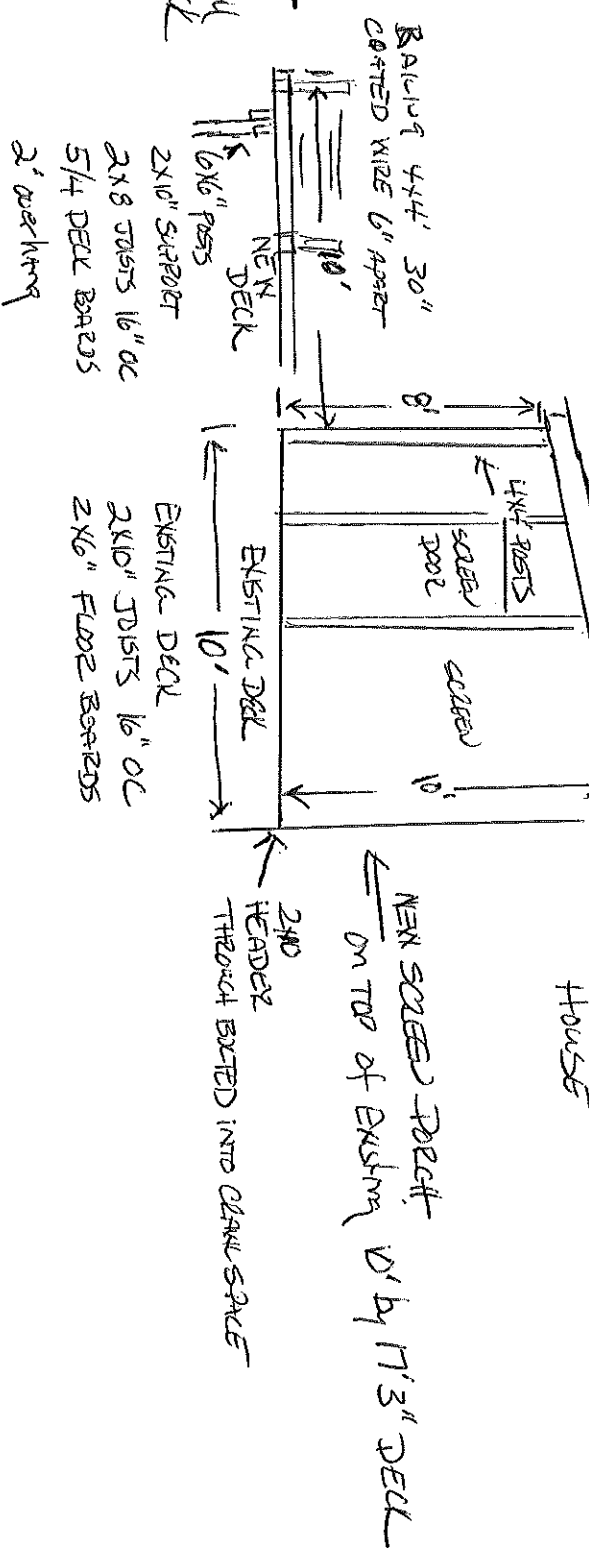 RAILING 4x4' 30"
COATED WIRE 6" APART
10'
6x6" POSTS
NEW
DECK
2x10" SUPPORT
2x8 JOISTS 16" OC
5/4 DECK BOARDS
2' overhang
8'
4x4" POSTS
SCREEN
DOOR
SCREEN
10'
EXISTING DECK
10'
EXISTING DECK
2x10" JOISTS 16" OC
2x6" FLOOR BOARDS
HOUSE
NEW SCREEN PORCH
on TOP of Existing 10' by 17'3" DECK
HEADER
THROUGH BOLTED INTO CRAWL SPACE